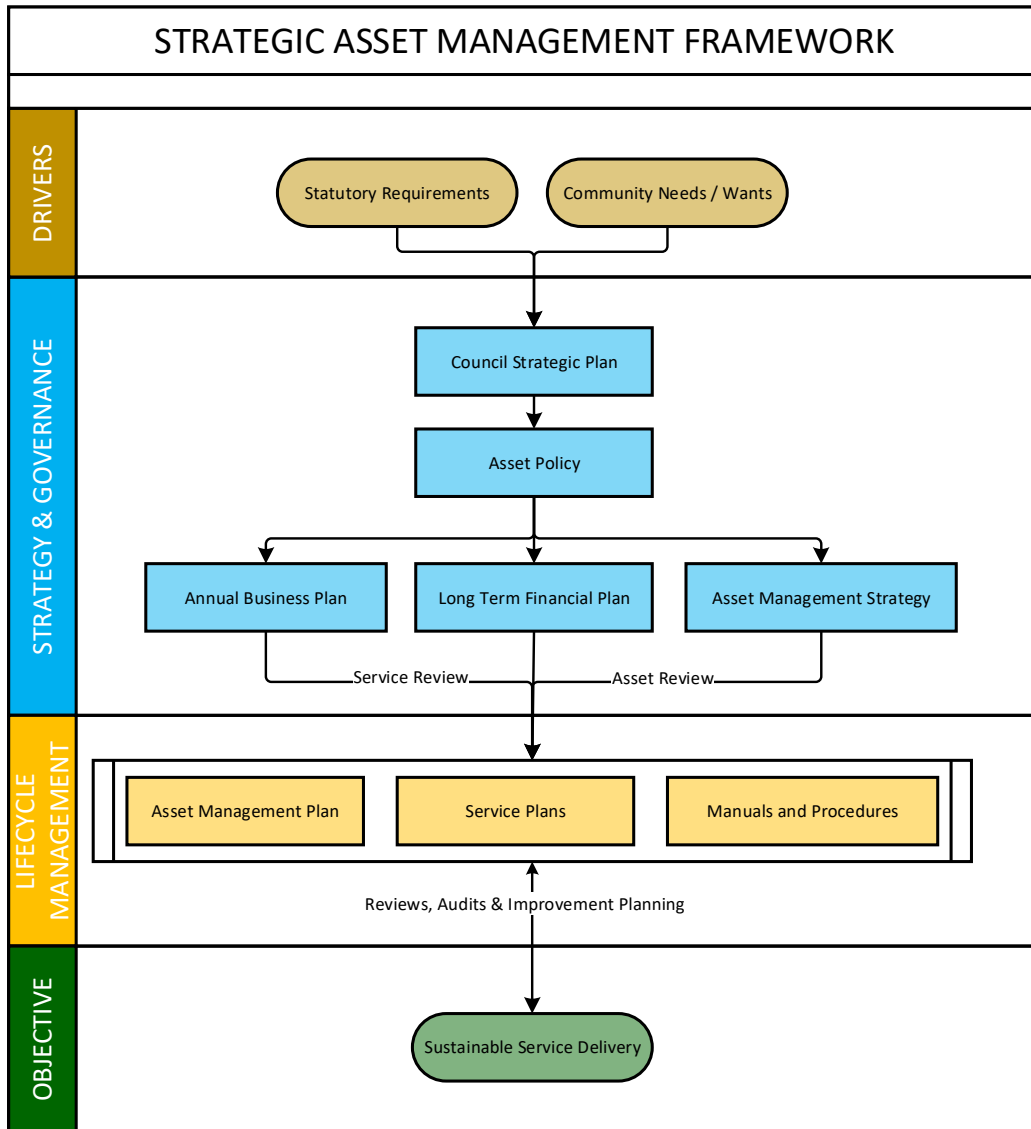 STRATEGIC ASSET MANAGEMENT FRAMEWORK
DRIVERS
Statutory Requirements
Community Needs / Wants
STRATEGY & GOVERNANCE
Council Strategic Plan
Asset Policy
Annual Business Plan
Long Term Financial Plan
Asset Management Strategy
Service Review
Asset Review
LIFECYCLE
MANAGEMENT
Asset Management Plan
Service Plans
Manuals and Procedures
Reviews, Audits & Improvement Planning
OBJECTIVE
Sustainable Service Delivery